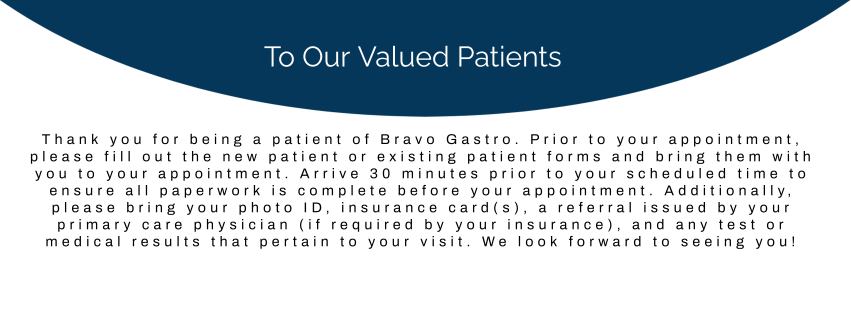 To Our Valued Patients
Thank you for being a patient of Bravo Gastro. Prior to your appointment,
please fill out the new patient or existing patient forms and bring them with
you to your appointment. Arrive 30 minutes prior to your scheduled time to
ensure all paperwork is complete before your appointment. Additionally,
please bring your photo ID, insurance card(s), a referral issued by your
primary care physician (if required by your insurance), and any test or
medical results that pertain to your visit. We look forward to seeing you!